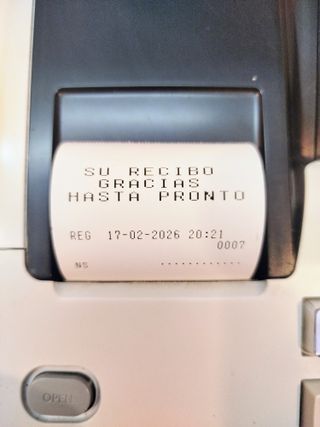 SU RECIBO
GRACIAS
HASTA PRONTO
REG 17-02-2026 20:21
0007
NS ............
OPEN